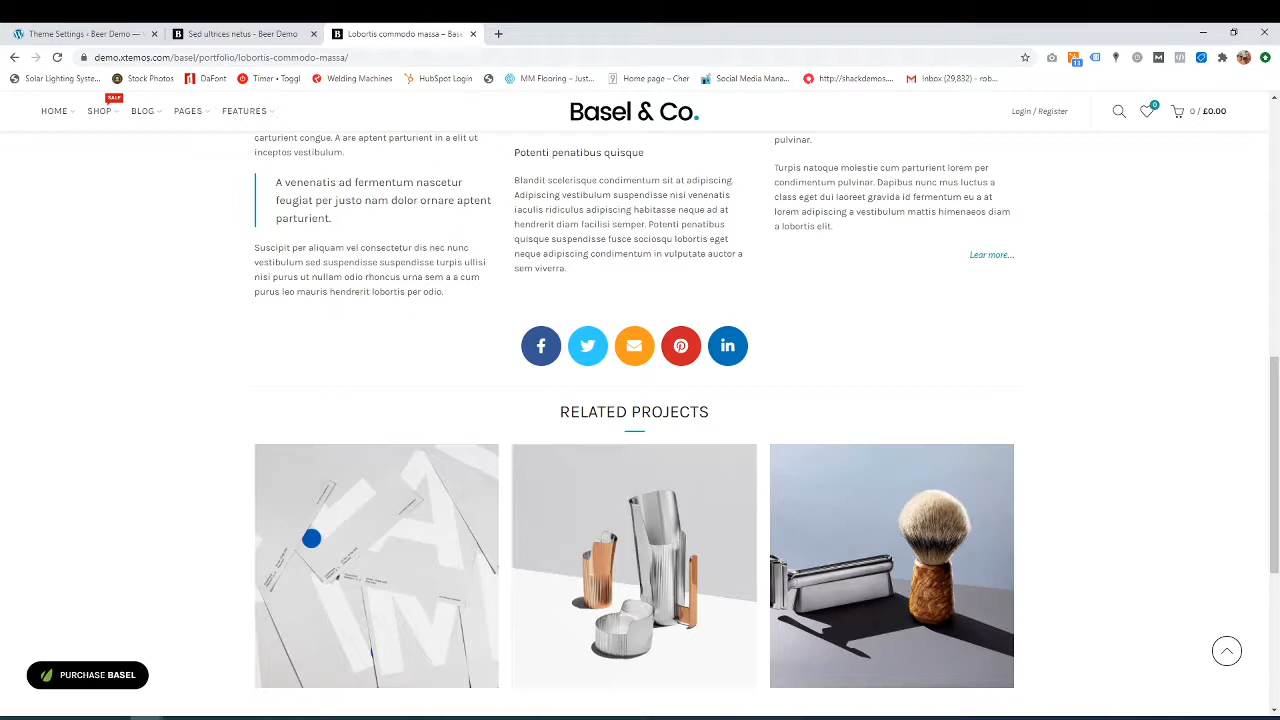 Theme Settings ‹ Beer Demo — W
Sed ultrices netus - Beer Demo
Lobortis commodo massa – Base
demo.xtemos.com/basel/portfolio/lobortis-commodo-massa/
11
Solar Lighting Syste...
Stock Photos
DaFont
Timer • Toggl
Welding Machines
HubSpot Login
MM Flooring – Just...
Home page – Cher
Social Media Mana...
http://shackdemos...
Inbox (29,832) - rob...
SALE
HOME
SHOP
BLOG
PAGES
FEATURES
Basel & Co.
Login / Register
0
0 / £0.00
carturient congue. A are aptent parturient in a elit ut
inceptos vestibulum.
A venenatis ad fermentum nascetur
feugiat per justo nam dolor ornare aptent
parturient.
Suscipit per aliquam vel consectetur dis nec nunc
vestibulum sed suspendisse suspendisse turpis ullisi
nisi purus ut nullam odio rhoncus urna sem a a cum
purus leo mauris hendrerit lobortis per odio.
Potenti penatibus quisque
Blandit scelerisque condimentum sit at adipiscing.
Adipiscing vestibulum suspendisse nisi venenatis
iaculis ridiculus adipiscing habitasse neque ad at
hendrerit diam facilisi semper. Potenti penatibus
quisque suspendisse fusce sociosqu lobortis eget
neque adipiscing condimentum in vulputate auctor a
sem viverra.
pulvinar.
Turpis natoque molestie cum parturient lorem per
condimentum pulvinar. Dapibus nunc mus luctus a
class eget dui laoreet gravida id fermentum eu a at
lorem adipiscing a vestibulum mattis himenaeos diam
a lobortis elit.
Lear more...
RELATED PROJECTS
PURCHASE BASEL